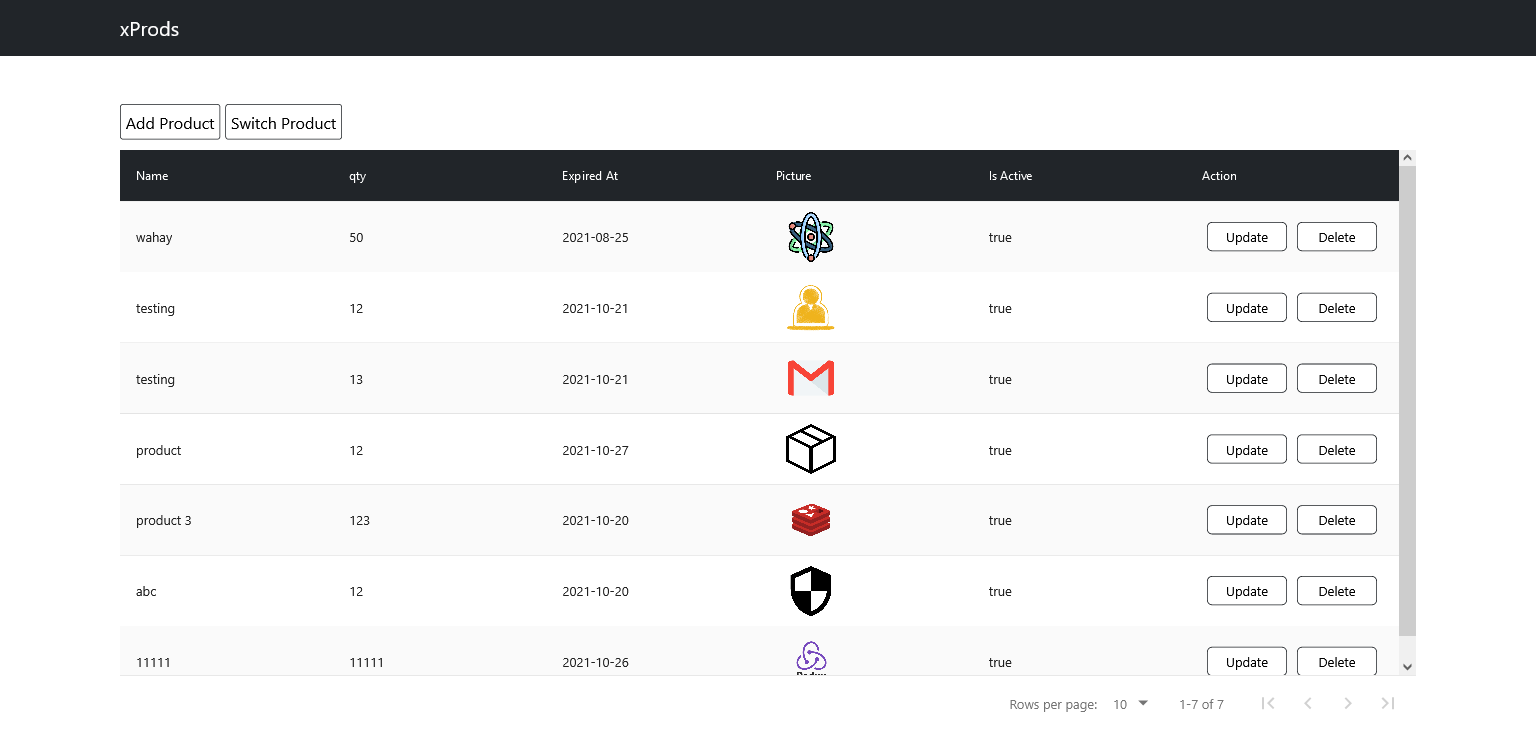 xProds
Add Product Switch Product
Name qty Expired At Picture Is Active Action
wahay 50 2021-08-25 true Update Delete
testing 12 2021-10-21 true Update Delete
testing 13 2021-10-21 true Update Delete
product 12 2021-10-27 true Update Delete
product 3 123 2021-10-20 true Update Delete
abc 12 2021-10-20 true Update Delete
11111 11111 2021-10-26 true Update Delete
Rows per page: 10 1-7 of 7